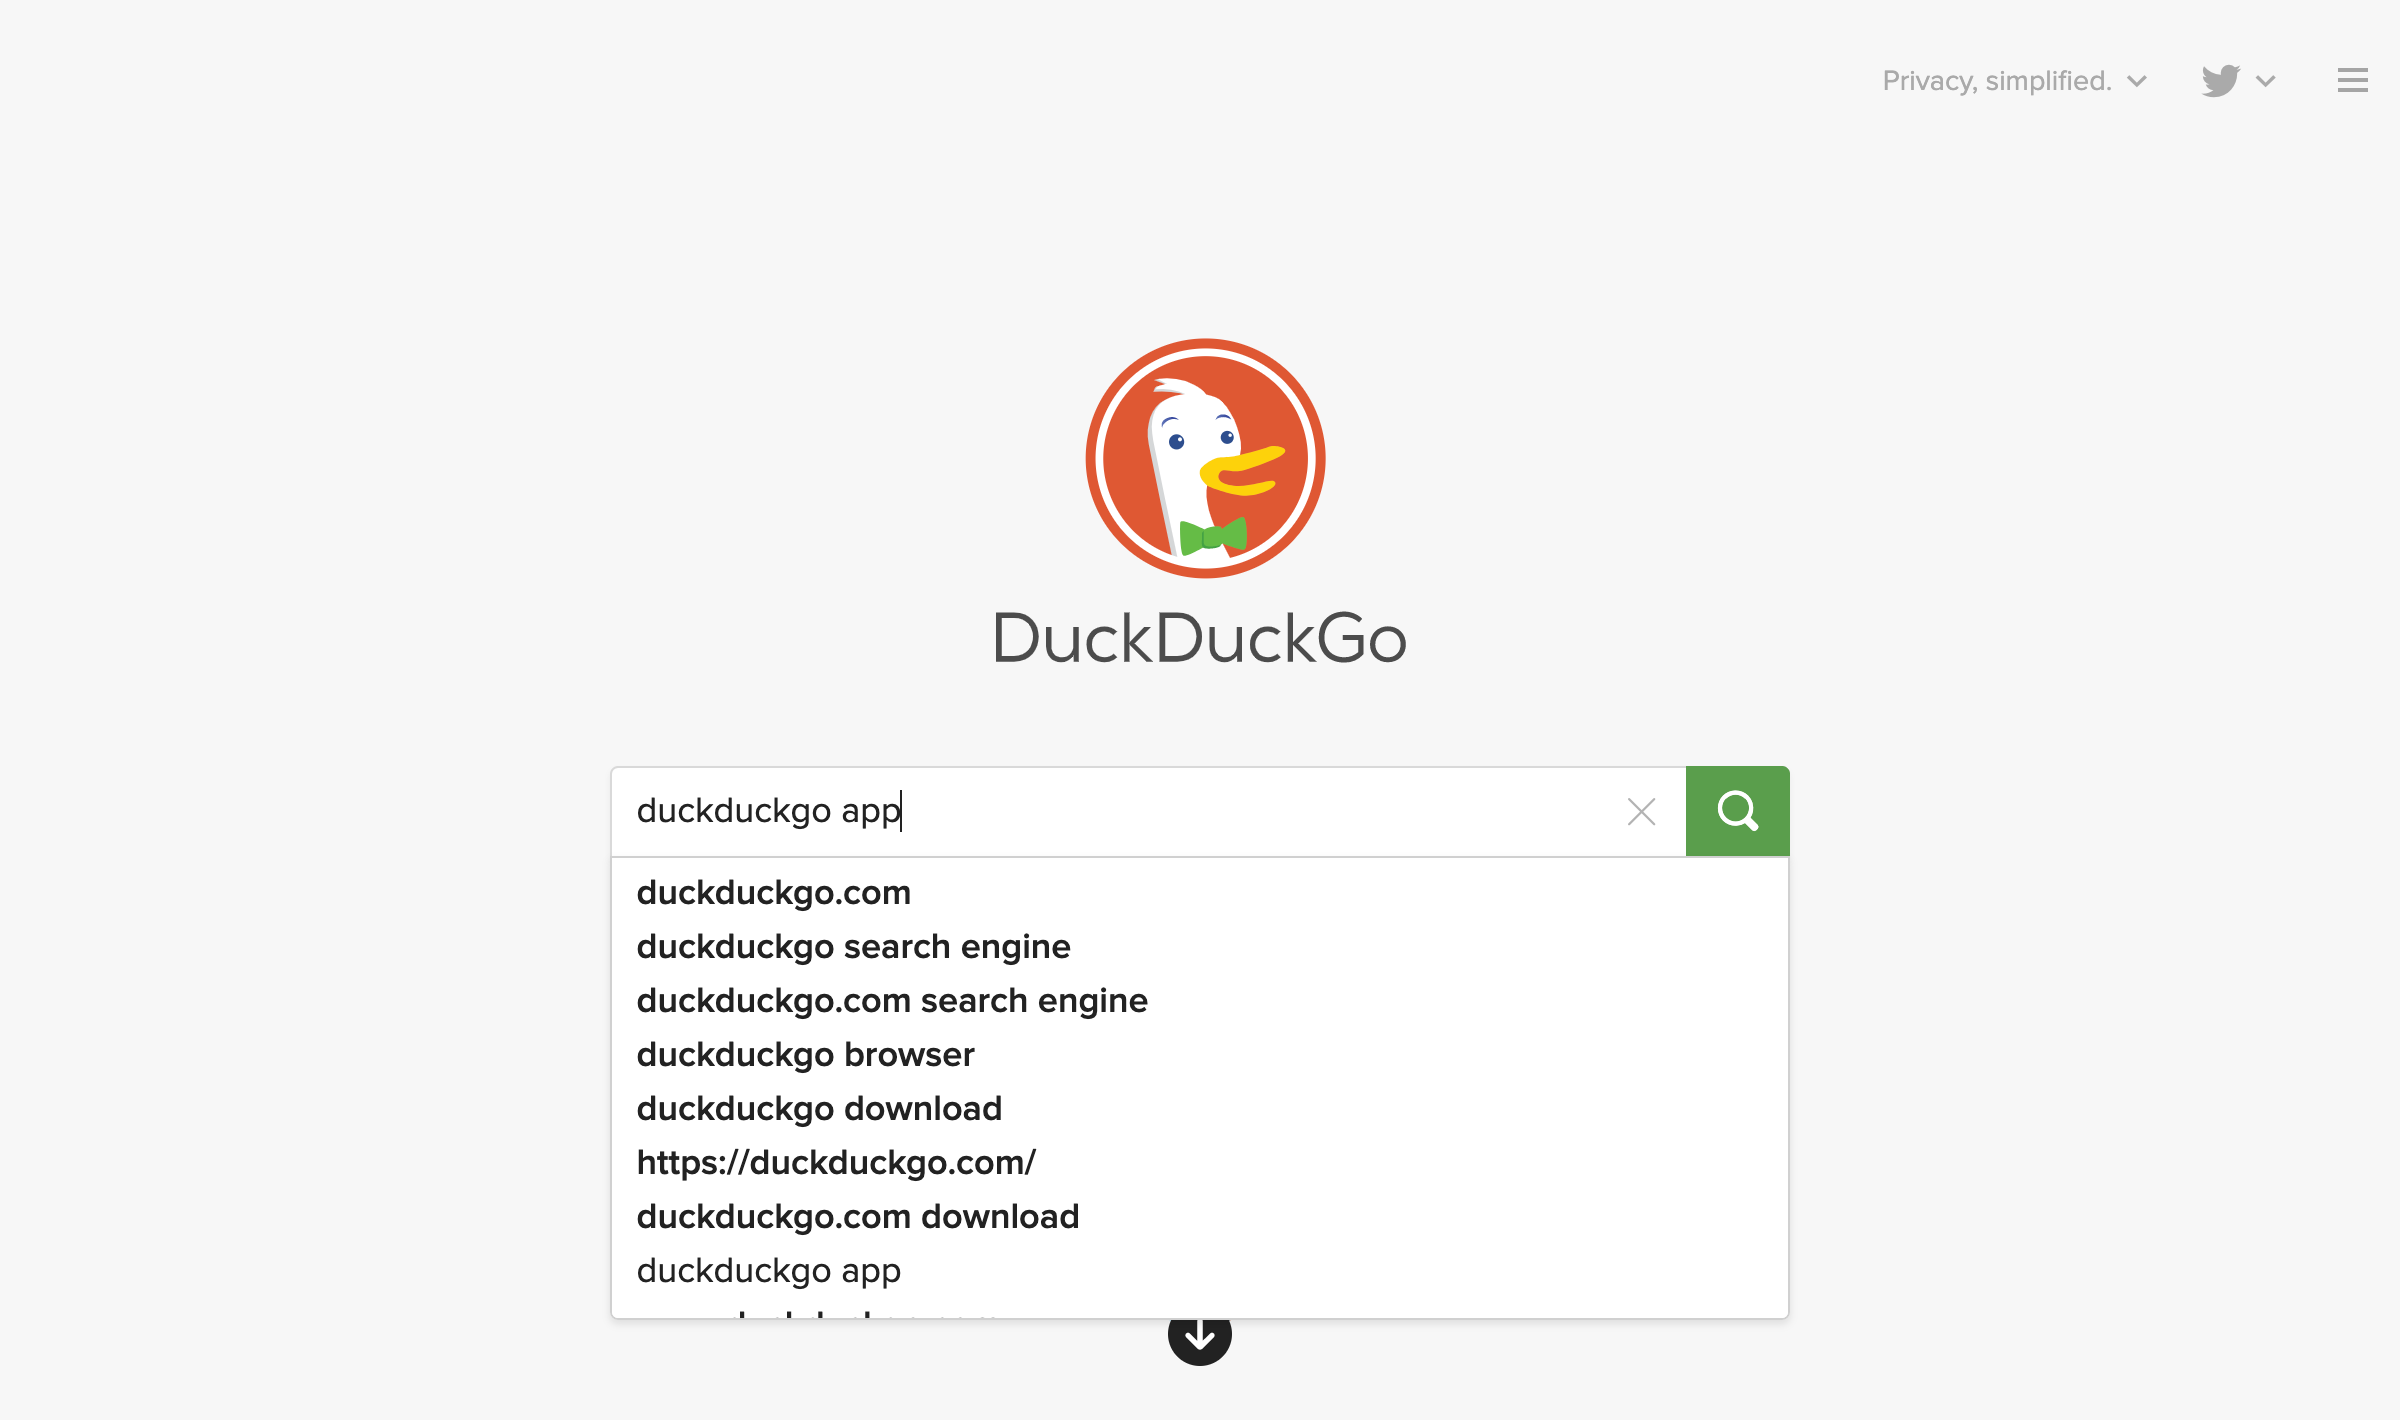 Privacy, simplified.
DuckDuckGo
duckduckgo app
duckduckgo.com
duckduckgo search engine
duckduckgo.com search engine
duckduckgo browser
duckduckgo download
https://duckduckgo.com/
duckduckgo.com download
duckduckgo app